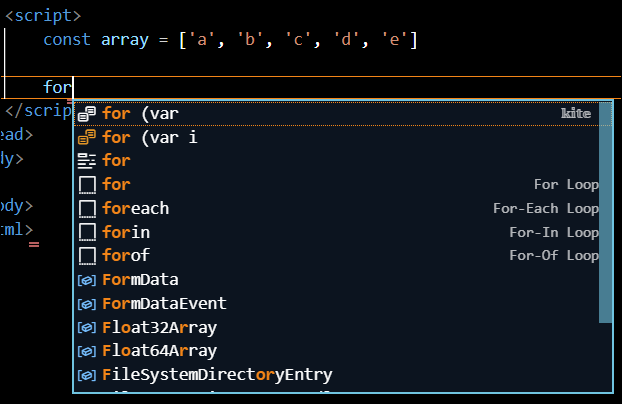 <script>
const array = ['a', 'b', 'c', 'd', 'e']
for
</scrip
ead>
dy>
ody>
tml>
for (var kite
for (var i
for
for For Loop
foreach For-Each Loop
forin For-In Loop
forof For-Of Loop
FormData
FormDataEvent
Float32Array
Float64Array
FileSystemDirectoryEntry